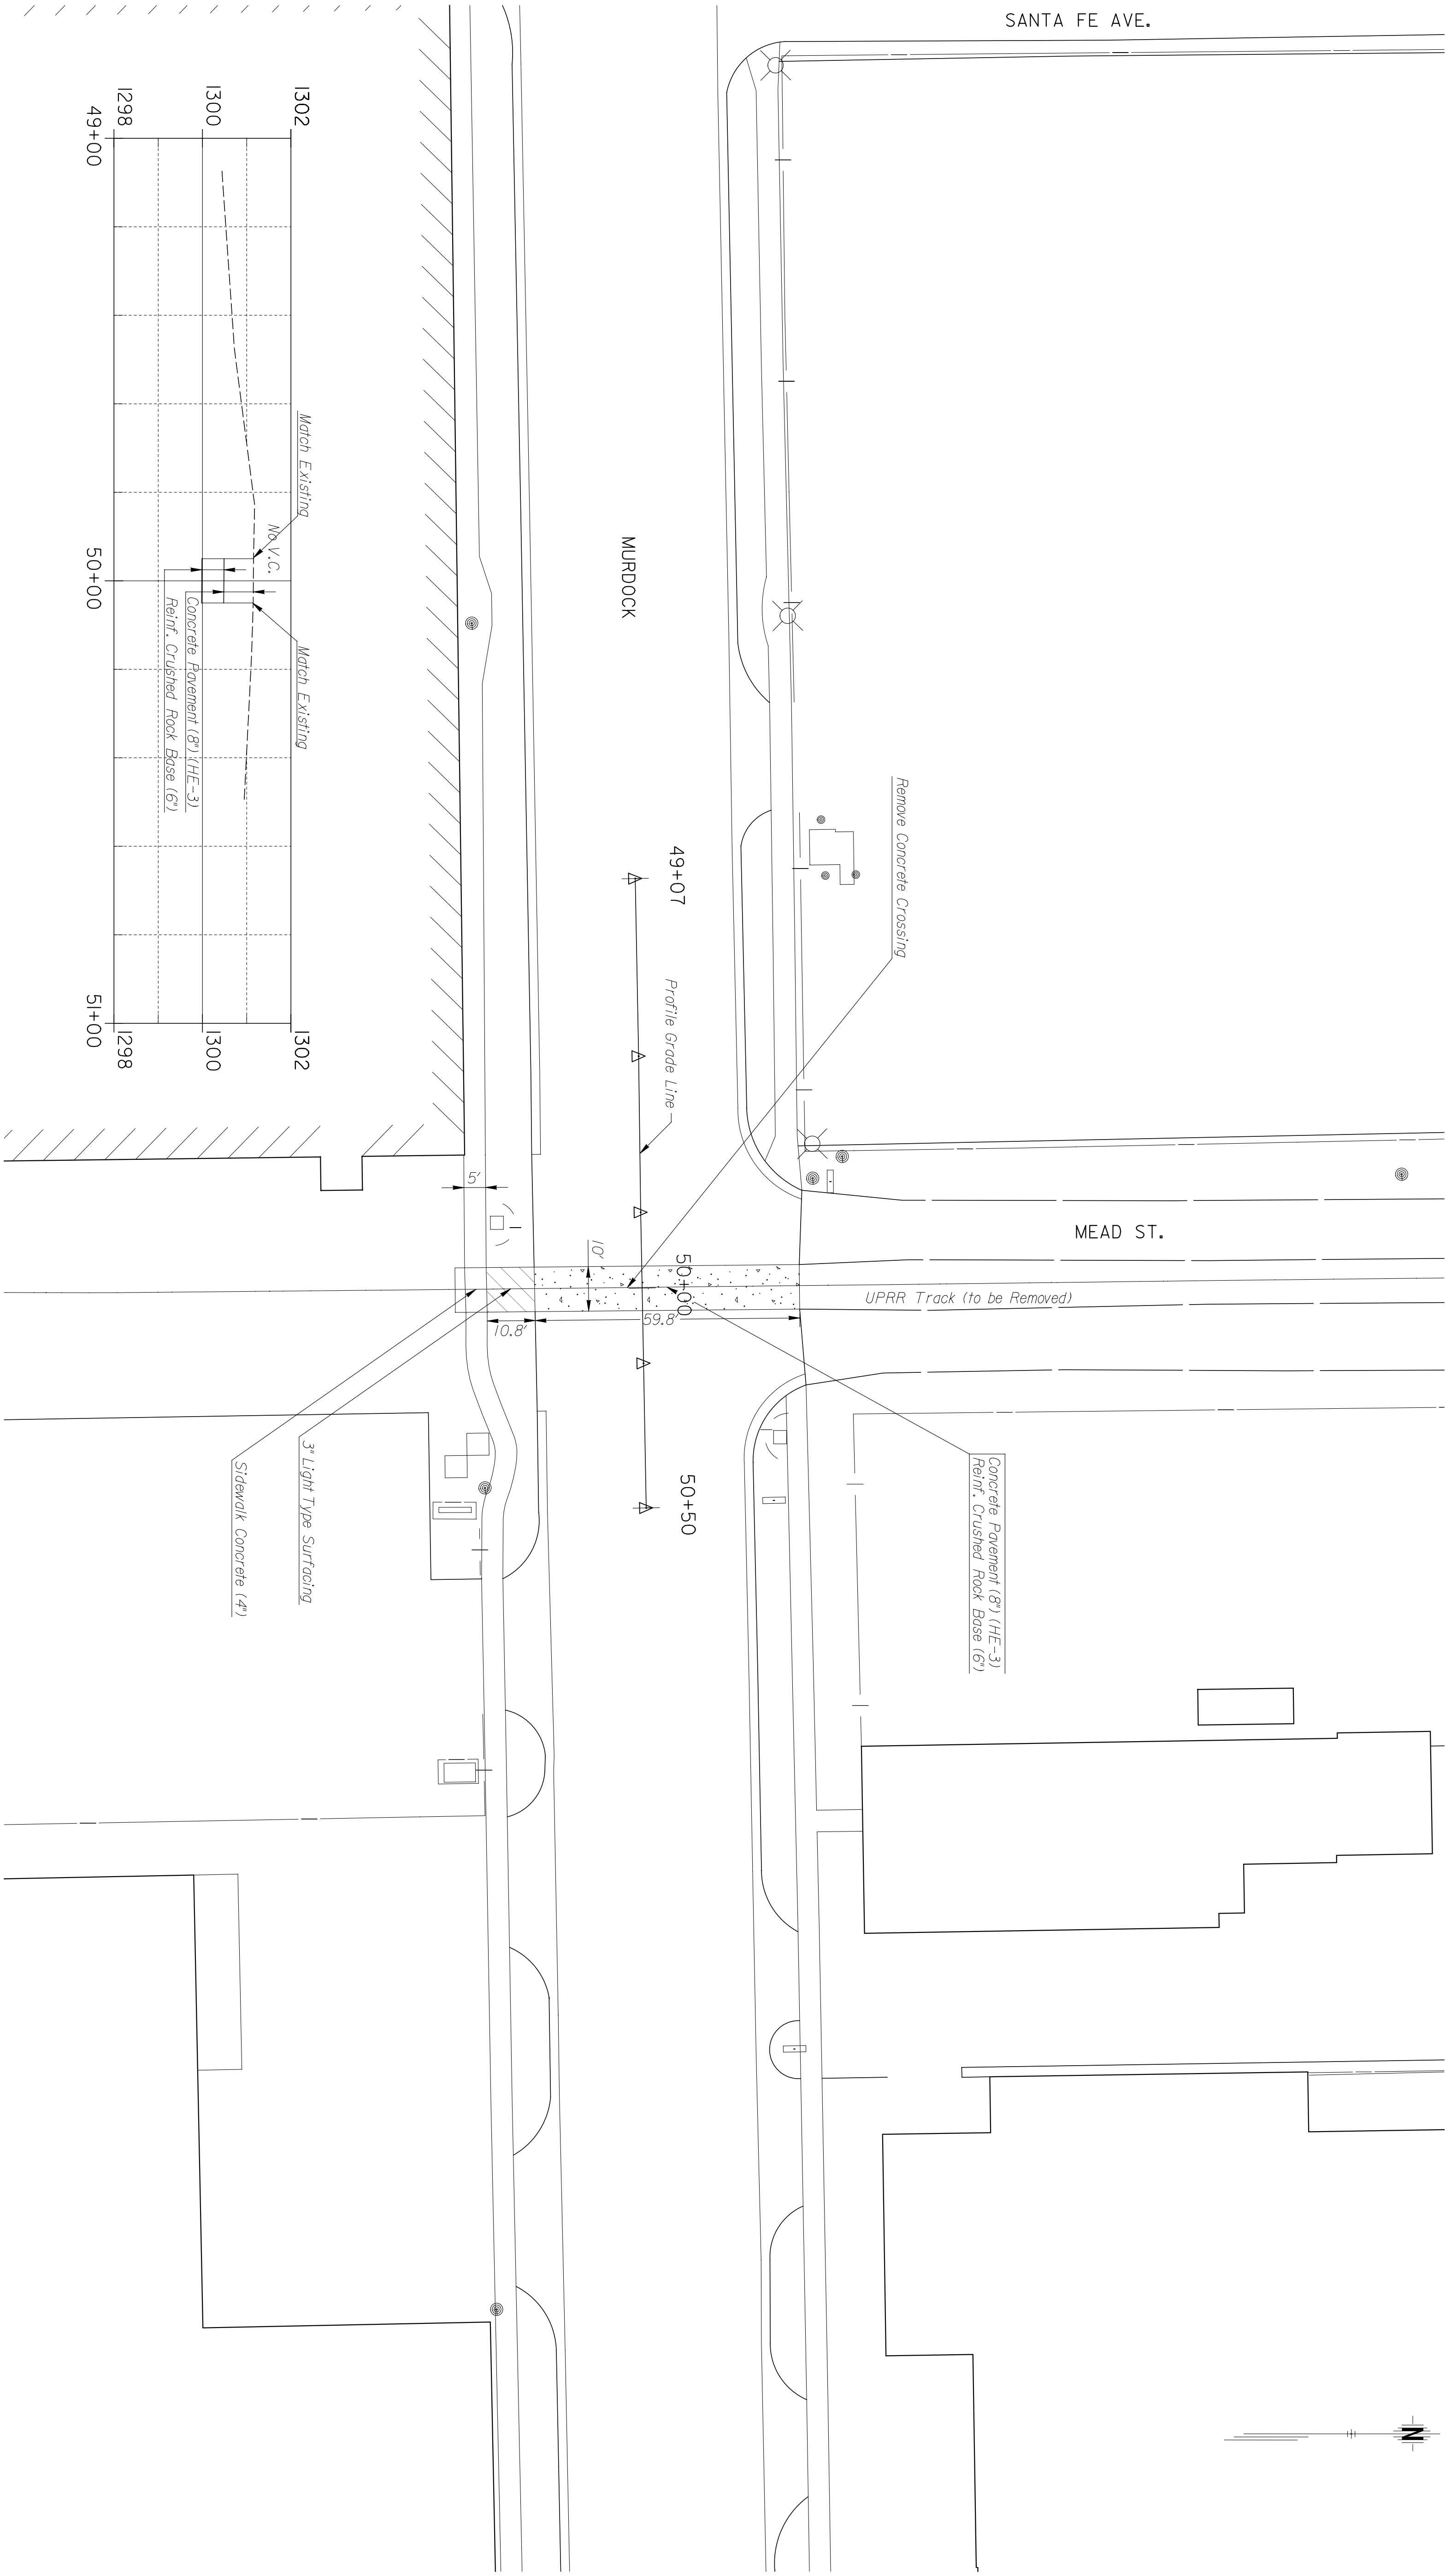 SANTA FE AVE.
MURDOCK
Remove Concrete Crossing
49+07
Profile Grade Line
MEAD ST.
50+00
UPRR Track (to be Removed)
5'
10'
10.8'
59.8'
50+50
Concrete Pavement (8") (HE-3)
Reinf. Crushed Rock Base (6")
3" Light Type Surfacing
Sidewalk Concrete (4")
N
1302
1300
1298
49+00
Match Existing
No V.C.
Match Existing
50+00
Concrete Pavement (8") (HE-3)
Reinf. Crushed Rock Base (6")
1302
1300
1298
51+00